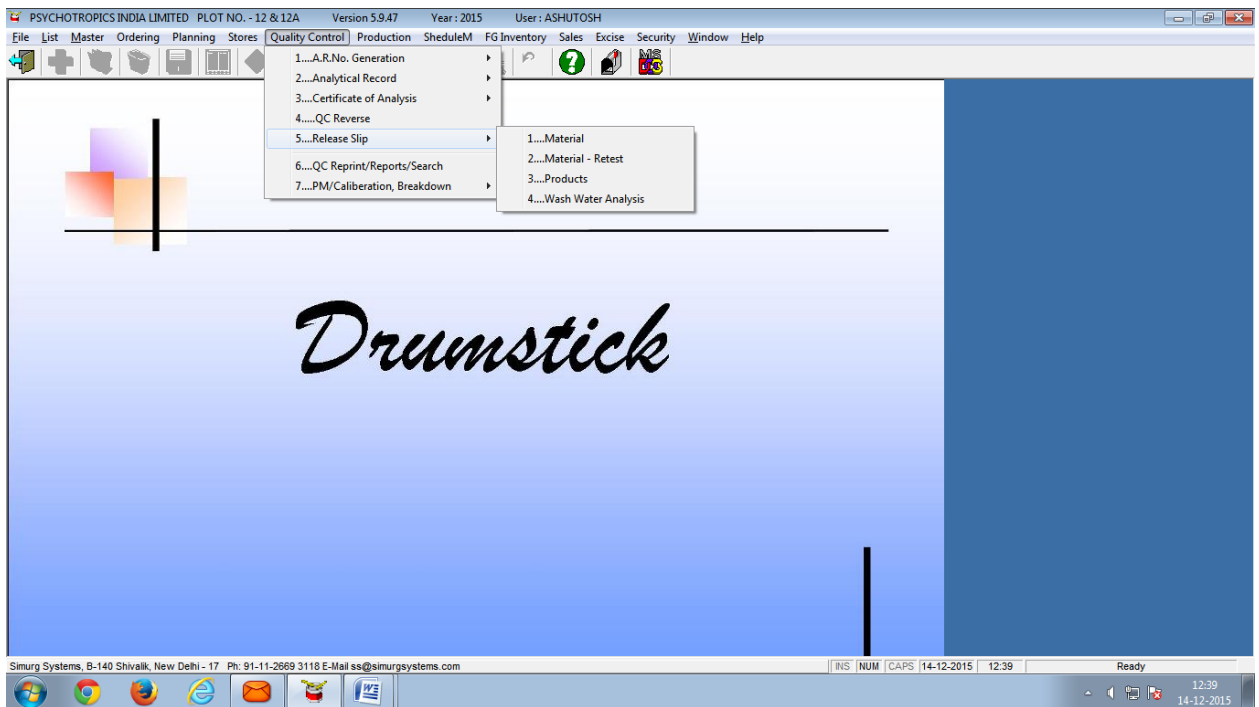 PSYCHOTROPICS INDIA LIMITED PLOT NO. - 12 & 12A Version 5.9.47 Year : 2015 User : ASHUTOSH
File List Master Ordering Planning Stores Quality Control Production SheduleM FG Inventory Sales Excise Security Window Help
1....A.R.No. Generation
2....Analytical Record
3....Certificate of Analysis
4....QC Reverse
5....Release Slip
6....QC Reprint/Reports/Search
7....PM/Caliberation, Breakdown
1....Material
2....Material - Retest
3....Products
4....Wash Water Analysis
Drumstick
Simurg Systems, B-140 Shivalik, New Delhi - 17 Ph: 91-11-2669 3118 E-Mail ss@simurgsystems.com INS NUM CAPS 14-12-2015 12:39 Ready
12:39
14-12-2015